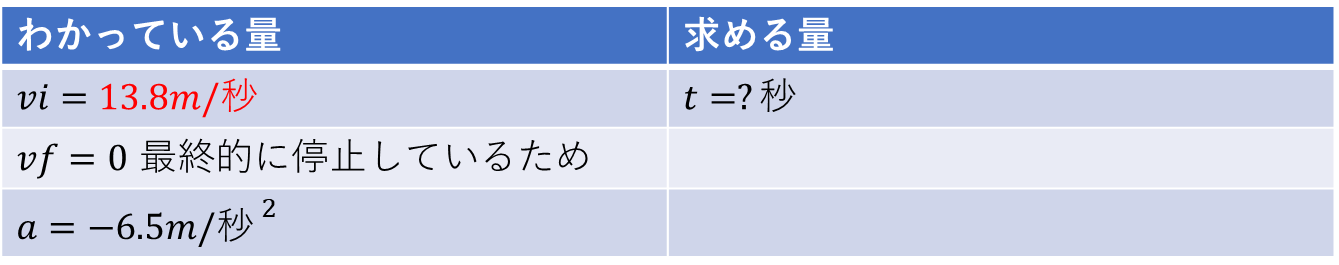 わかっている量 求める量
vi = 13.8m/秒 t =? 秒
vf = 0 最終的に停止しているため
a = −6.5m/秒²